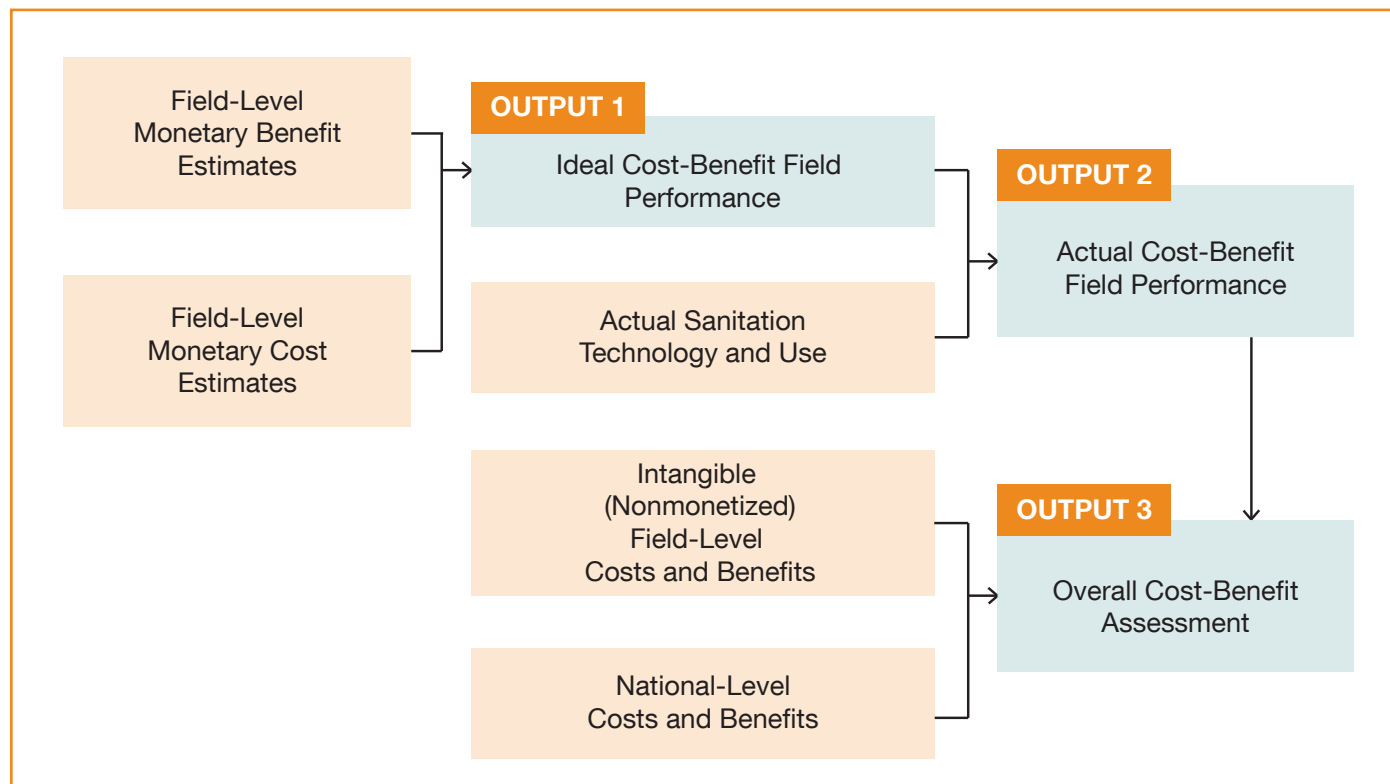 Field-Level
Monetary Benefit
Estimates
Field-Level
Monetary Cost
Estimates
OUTPUT 1
Ideal Cost-Benefit Field
Performance
Actual Sanitation
Technology and Use
OUTPUT 2
Actual Cost-Benefit
Field Performance
Intangible
(Nonmonetized)
Field-Level
Costs and Benefits
National-Level
Costs and Benefits
OUTPUT 3
Overall Cost-Benefit
Assessment